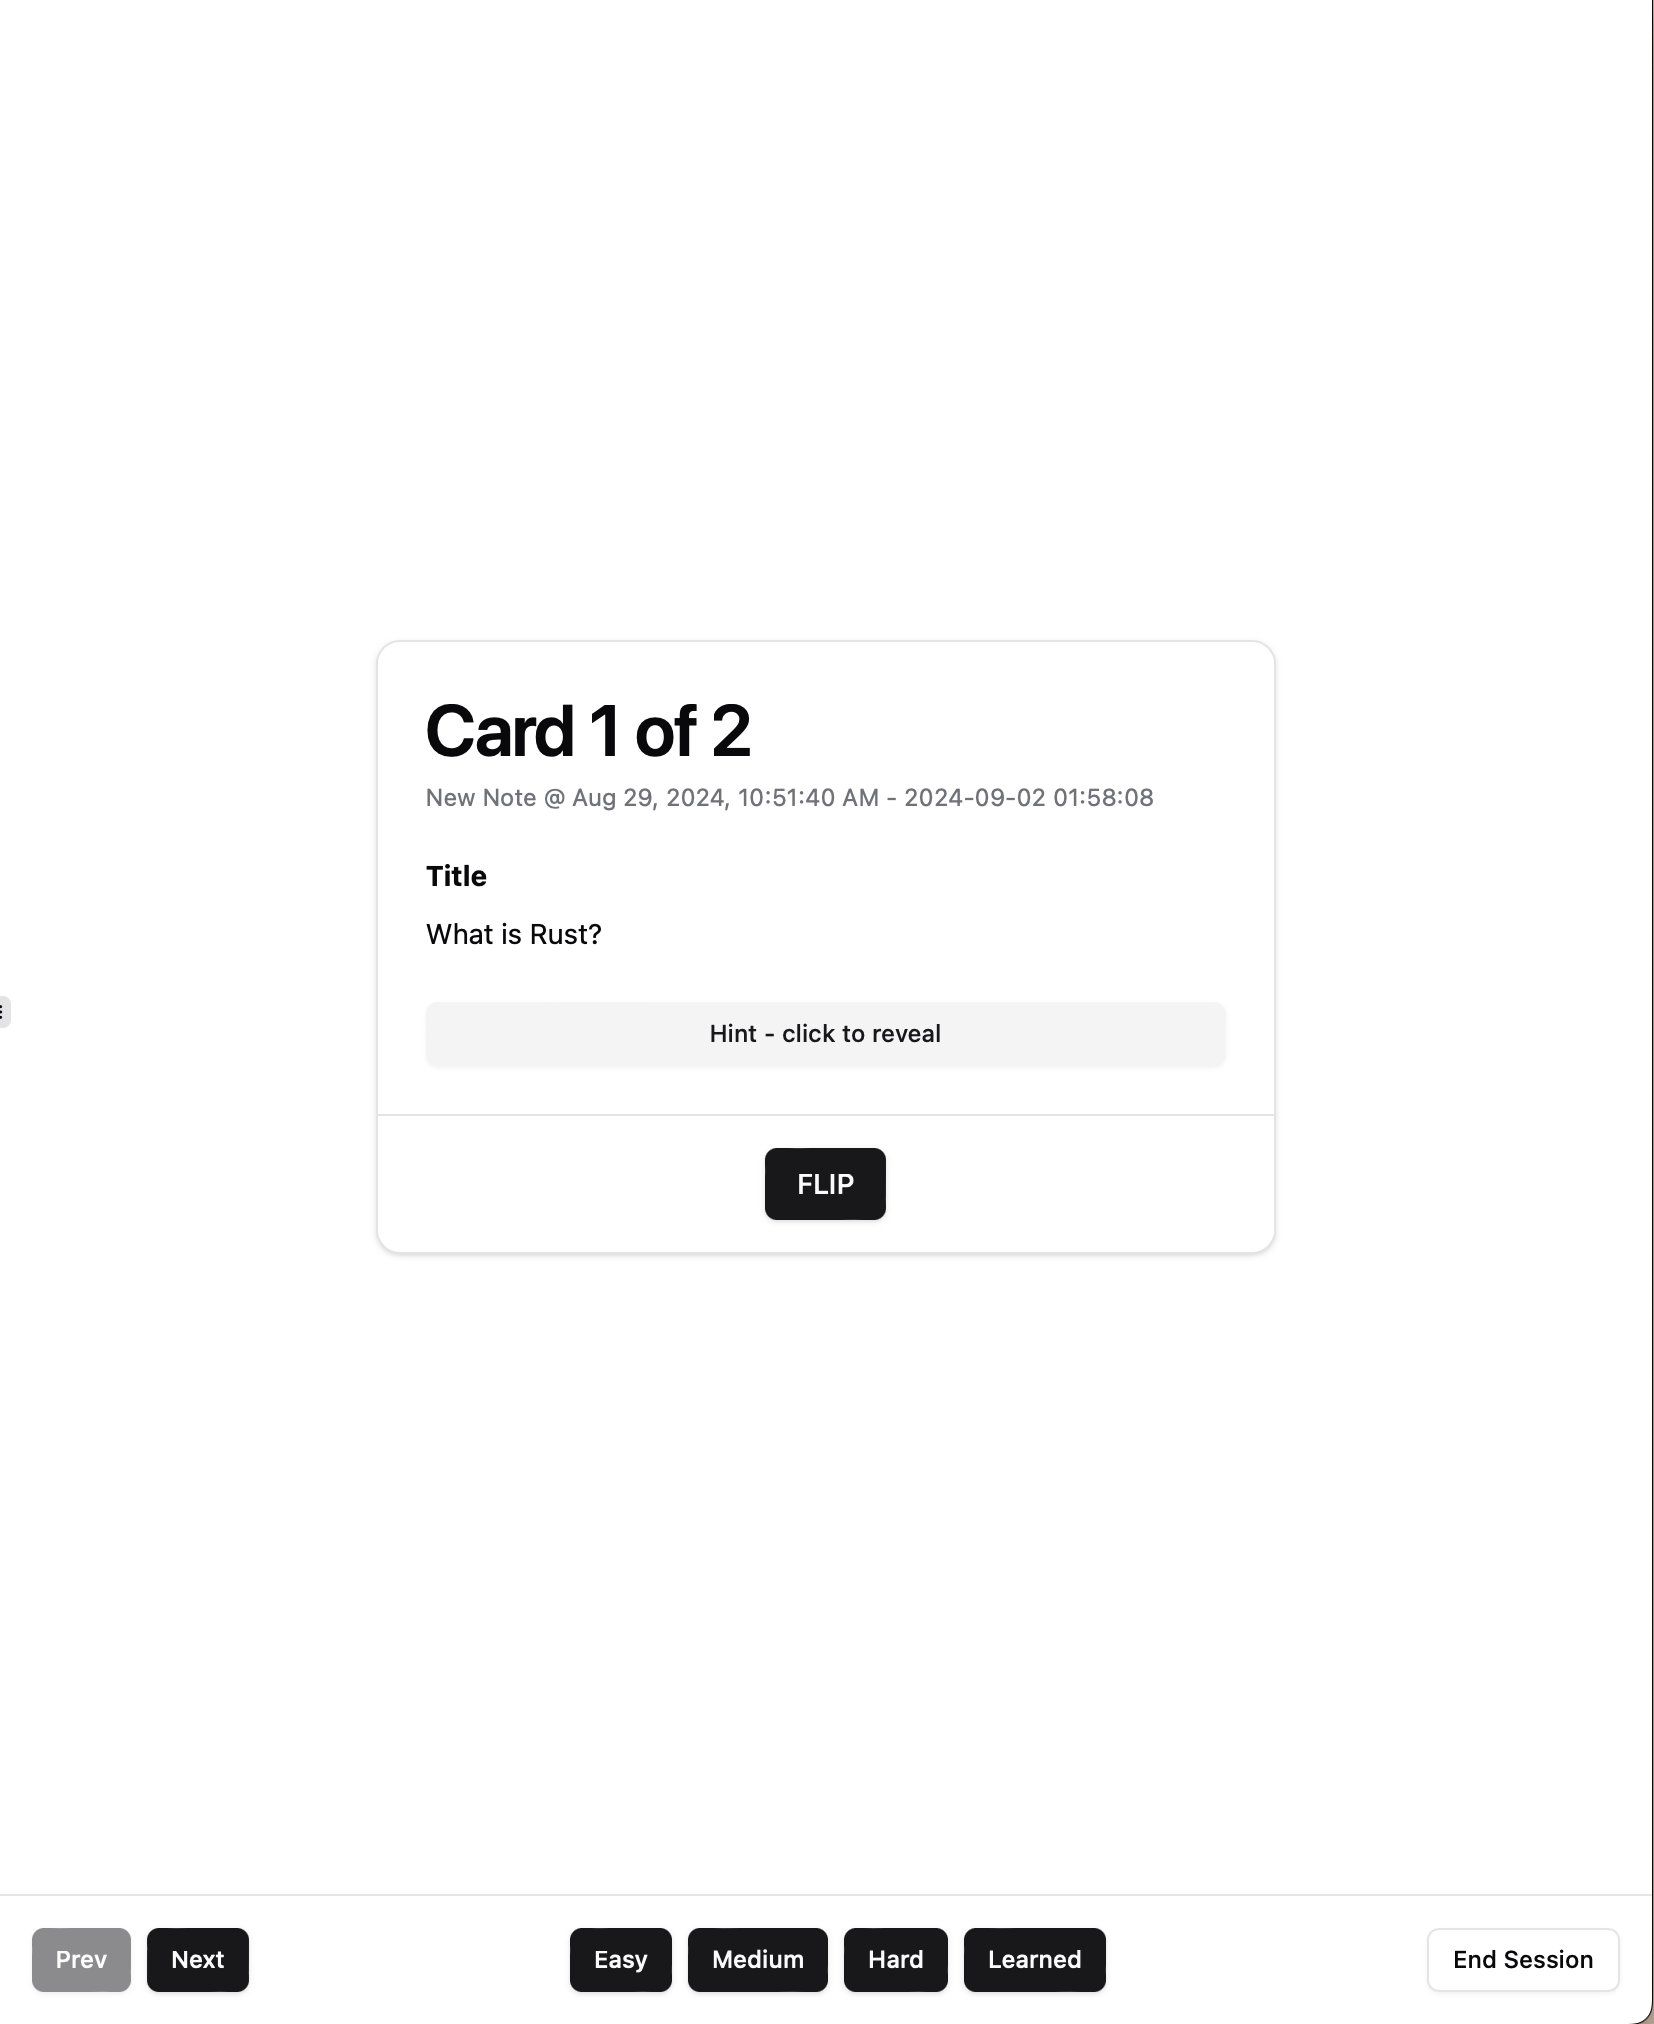 Card 1 of 2
New Note @ Aug 29, 2024, 10:51:40 AM - 2024-09-02 01:58:08
Title
What is Rust?
Hint - click to reveal
FLIP
Prev Next Easy Medium Hard Learned End Session